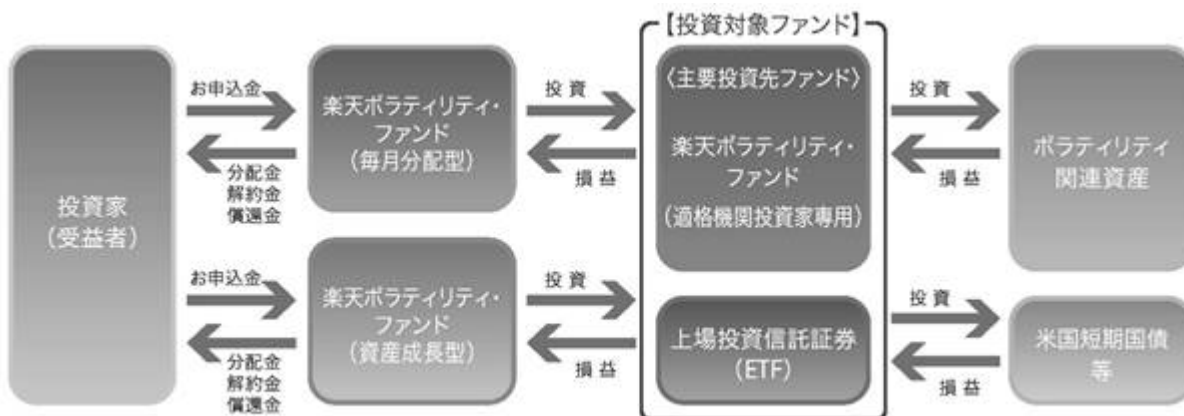 【投資対象ファンド】
投資家
（受益者）
お申込金
分配金
解約金
償還金
楽天ボラティリティ・
ファンド
（毎月分配型）
投資
損益
〈主要投資先ファンド〉
楽天ボラティリティ・
ファンド
（適格機関投資家専用）
投資
損益
ボラティリティ
関連資産
お申込金
分配金
解約金
償還金
楽天ボラティリティ・
ファンド
（資産成長型）
投資
損益
上場投資信託証券
（ETF）
投資
損益
米国短期国債
等